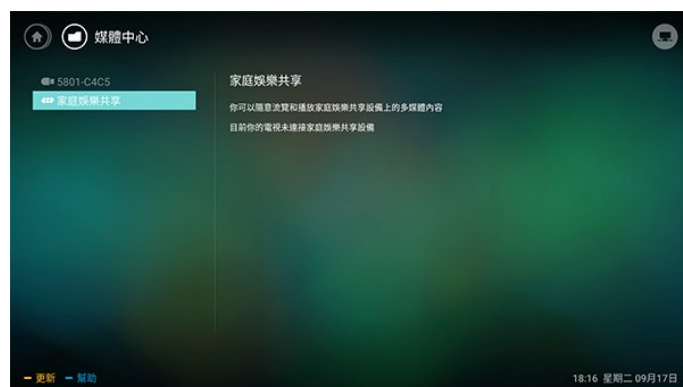 媒體中心
5801-C4C5
家庭娛樂共享
家庭娛樂共享
你可以隨意流覽和播放家庭娛樂共享設備上的多媒體內容
目前你的電視未連接家庭娛樂共享設備
更新 幫助
18:16 星期二 09月17日